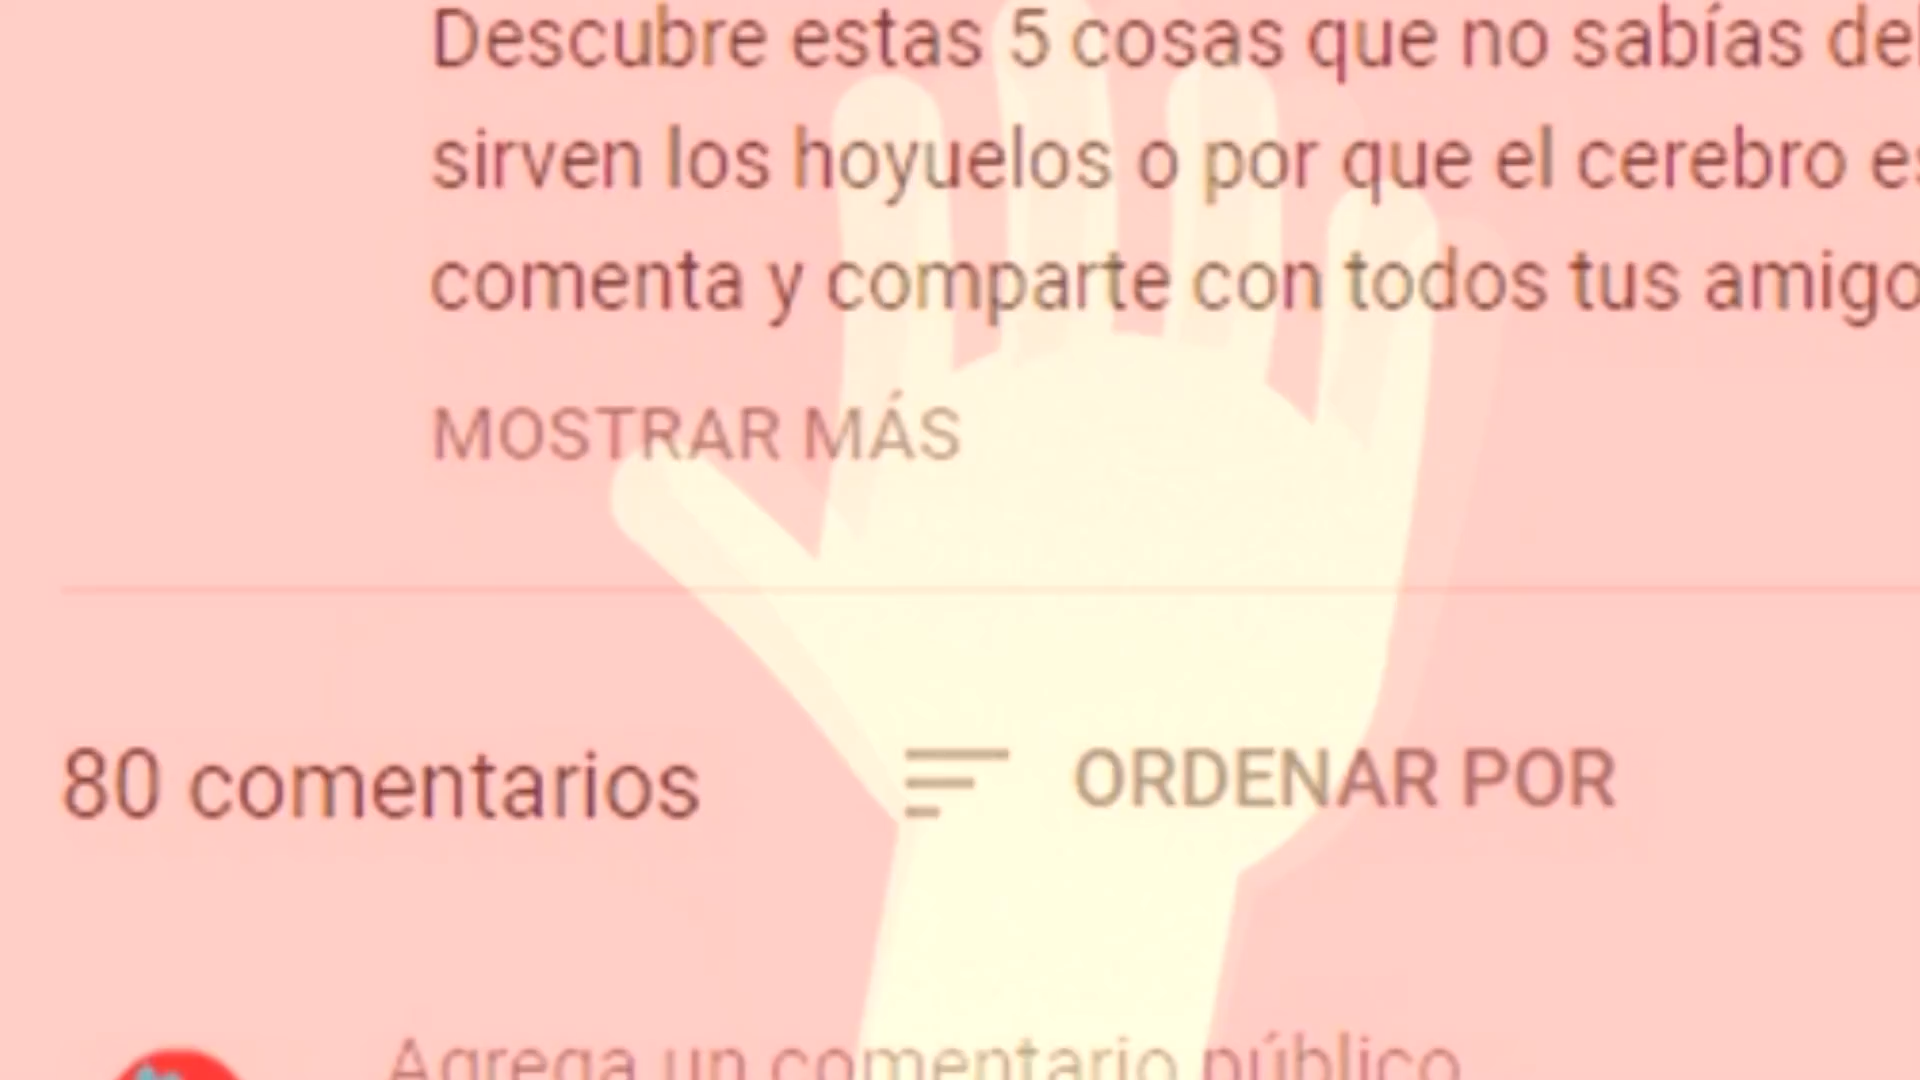 Descubre estas 5 cosas que no sabías del
sirven los hoyuelos o por que el cerebro es
comenta y comparte con todos tus amigo
MOSTRAR MÁS
80 comentarios
ORDENAR POR
Agrega un comentario público